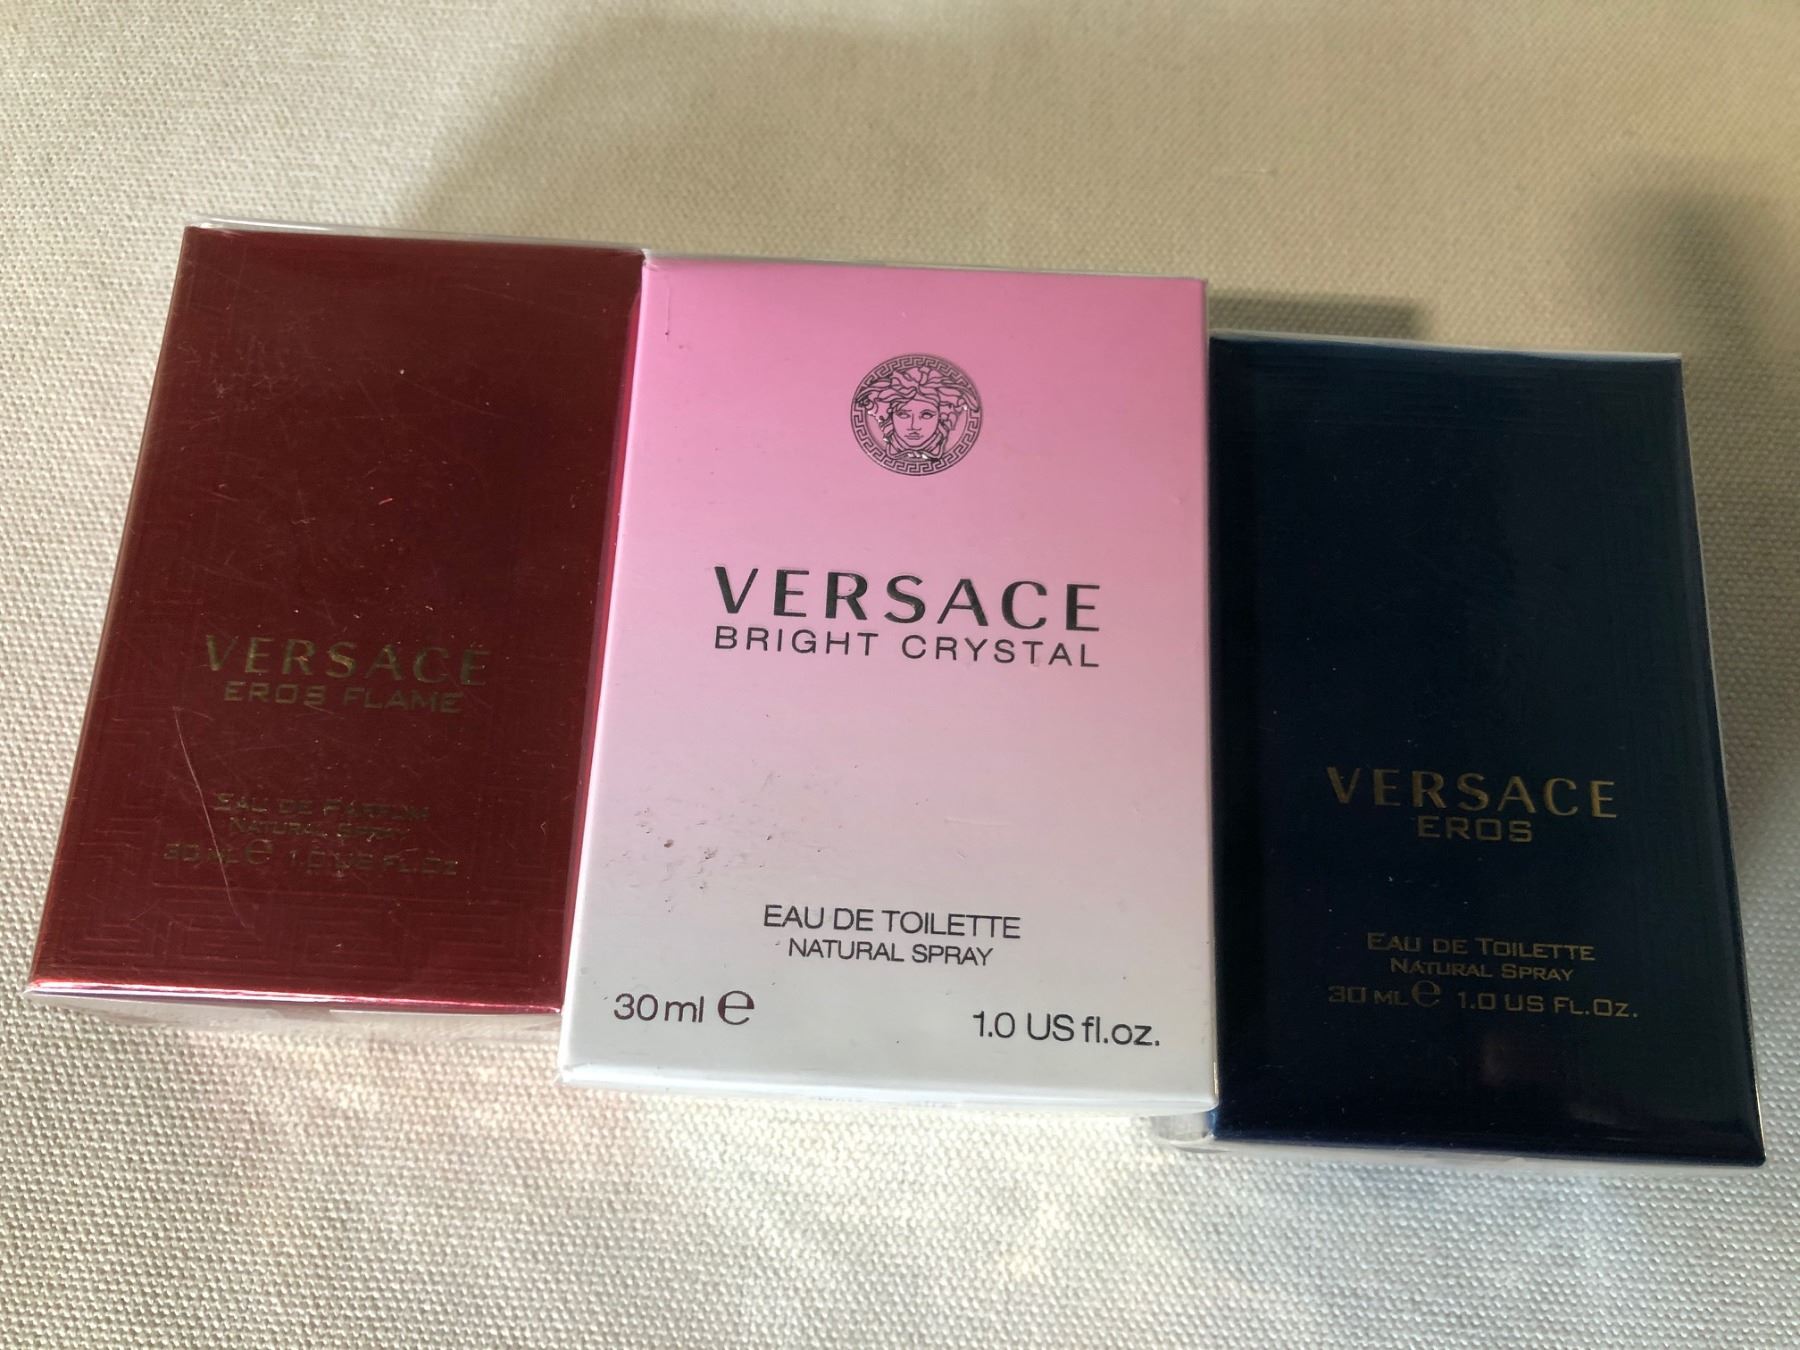 VERSACE
EROS FLAME
EAU DE PARFUM
NATURAL SPRAY
30 ML e 1.0 US FL.OZ
VERSACE
BRIGHT CRYSTAL
EAU DE TOILETTE
NATURAL SPRAY
30ml e 1.0 US fl.oz.
VERSACE
EROS
EAU DE TOILETTE
NATURAL SPRAY
30 ML e 1.0 US FL.OZ.